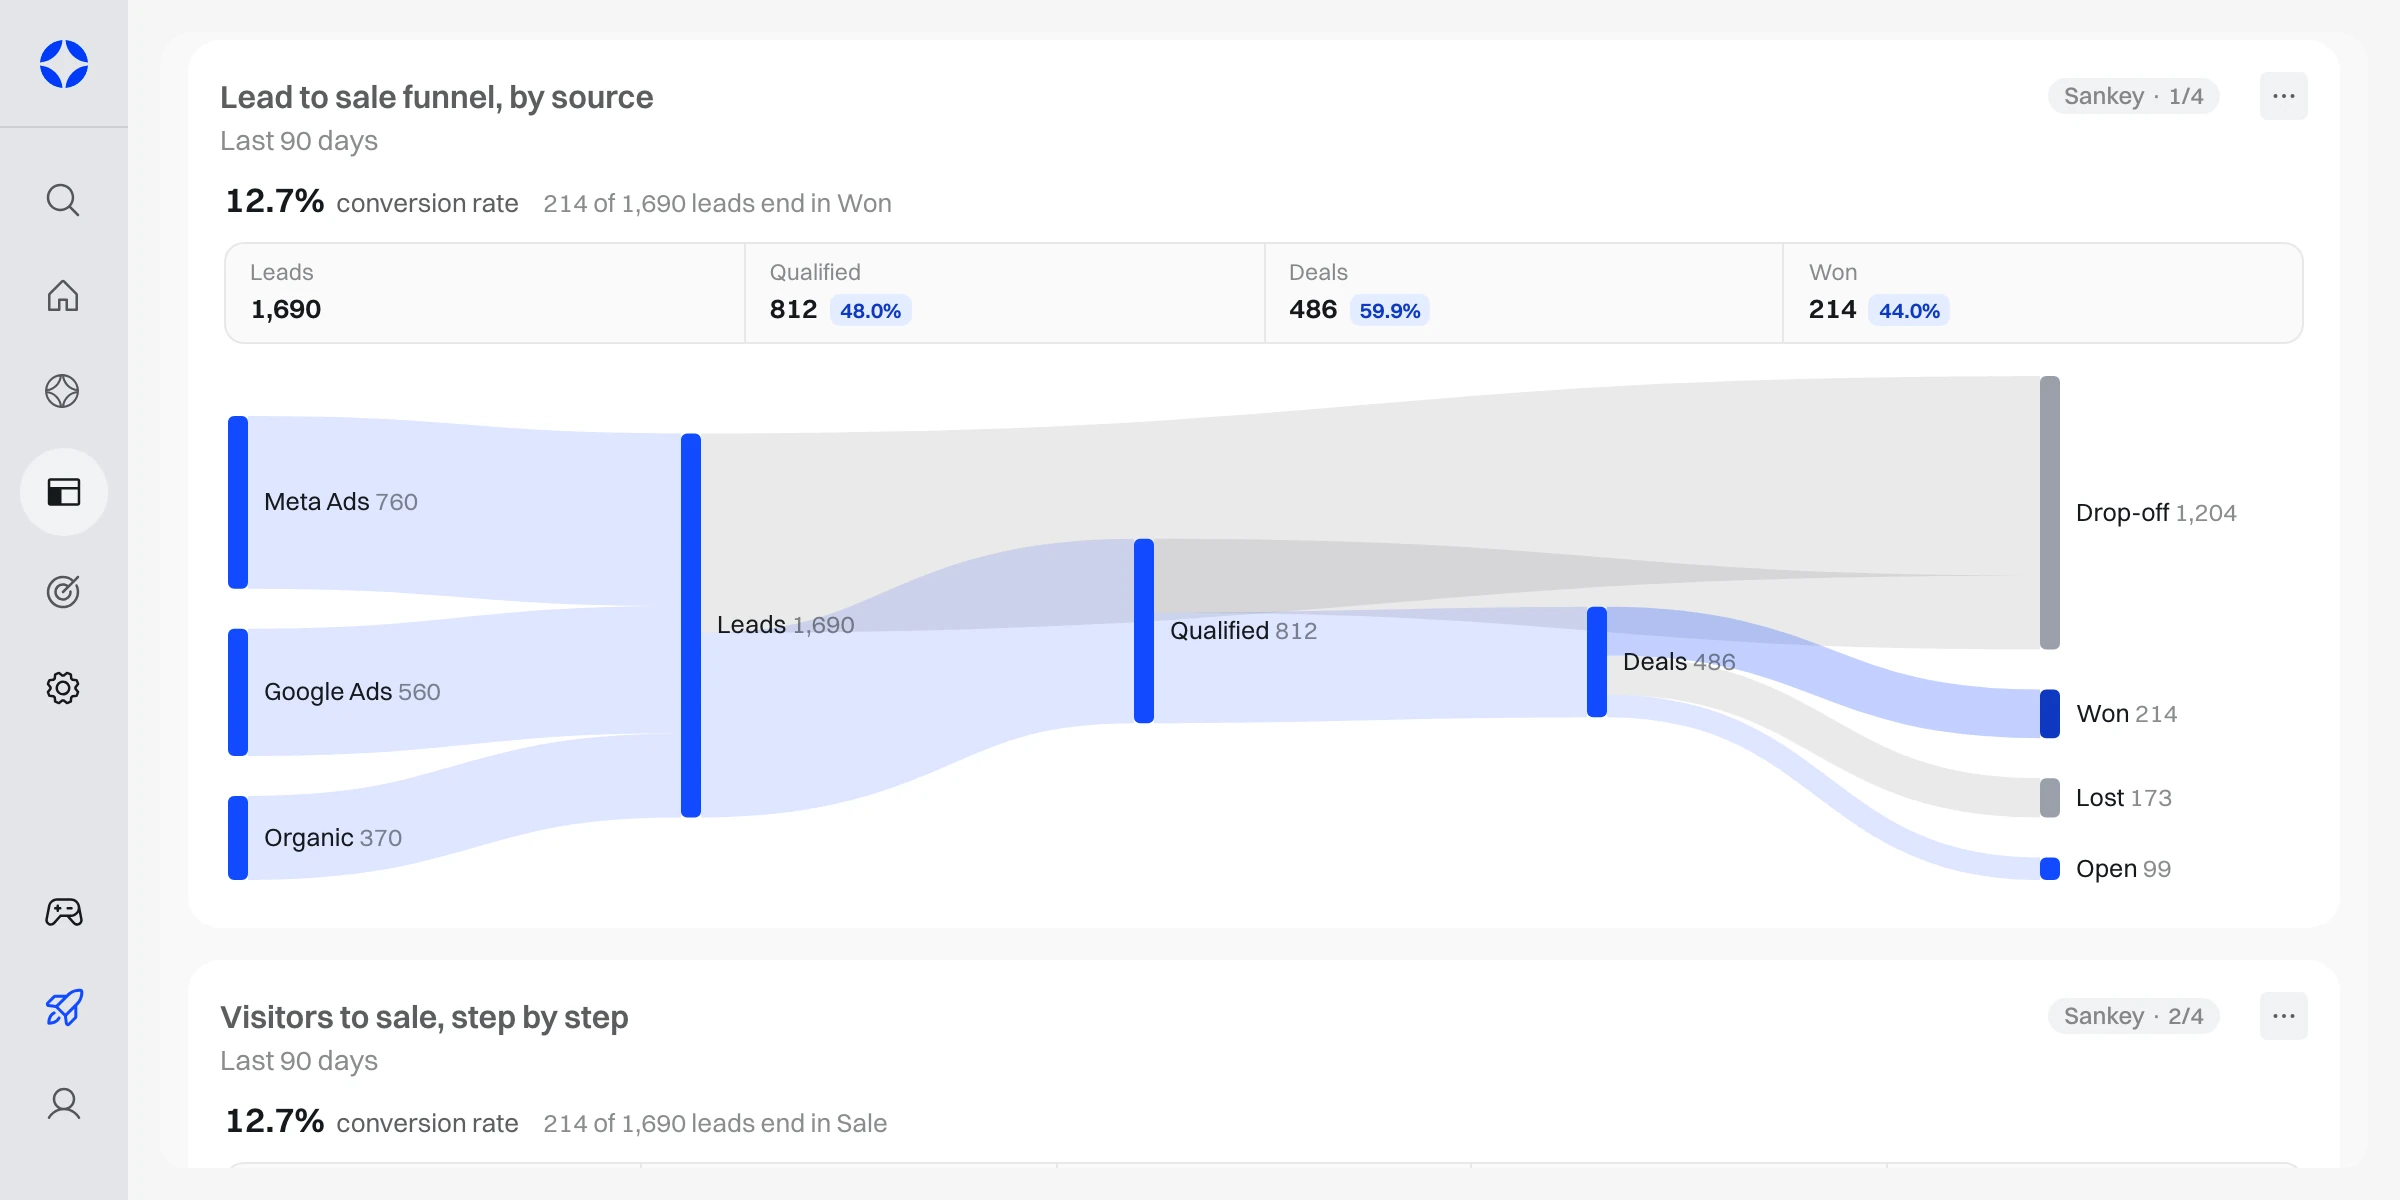 Lead to sale funnel, by source
Sankey · 1/4
Last 90 days
12.7% conversion rate 214 of 1,690 leads end in Won
Leads
1,690
Qualified
812 48.0%
Deals
486 59.9%
Won
214 44.0%
Meta Ads 760
Google Ads 560
Organic 370
Leads 1,690
Qualified 812
Deals 486
Drop-off 1,204
Won 214
Lost 173
Open 99
Visitors to sale, step by step
Sankey · 2/4
Last 90 days
12.7% conversion rate 214 of 1,690 leads end in Sale